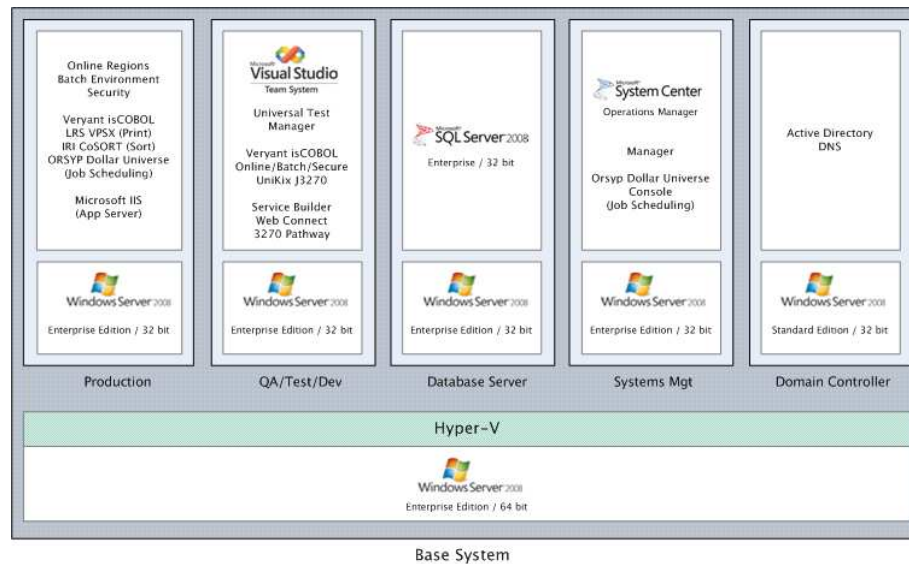 Online Regions
Batch Environment
Security
Veryant isCOBOL
LRS VPSX (Print)
IRI CoSORT (Sort)
ORSYP Dollar Universe
(Job Scheduling)
Microsoft IIS
(App Server)
Windows Server 2008
Enterprise Edition / 32 bit
Production
Microsoft
Visual Studio
Team System
Universal Test
Manager
Veryant isCOBOL
Online/Batch/Secure
UniKix J3270
Service Builder
Web Connect
3270 Pathway
Windows Server 2008
Enterprise Edition / 32 bit
QA/Test/Dev
Microsoft
SQL Server 2008
Enterprise / 32 bit
Windows Server 2008
Enterprise Edition / 32 bit
Database Server
Microsoft
System Center
Operations Manager
Manager
Orsyp Dollar Universe
Console
(Job Scheduling)
Windows Server 2008
Enterprise Edition / 32 bit
Systems Mgt
Active Directory
DNS
Windows Server 2008
Standard Edition / 32 bit
Domain Controller
Hyper-V
Windows Server 2008
Enterprise Edition / 64 bit
Base System